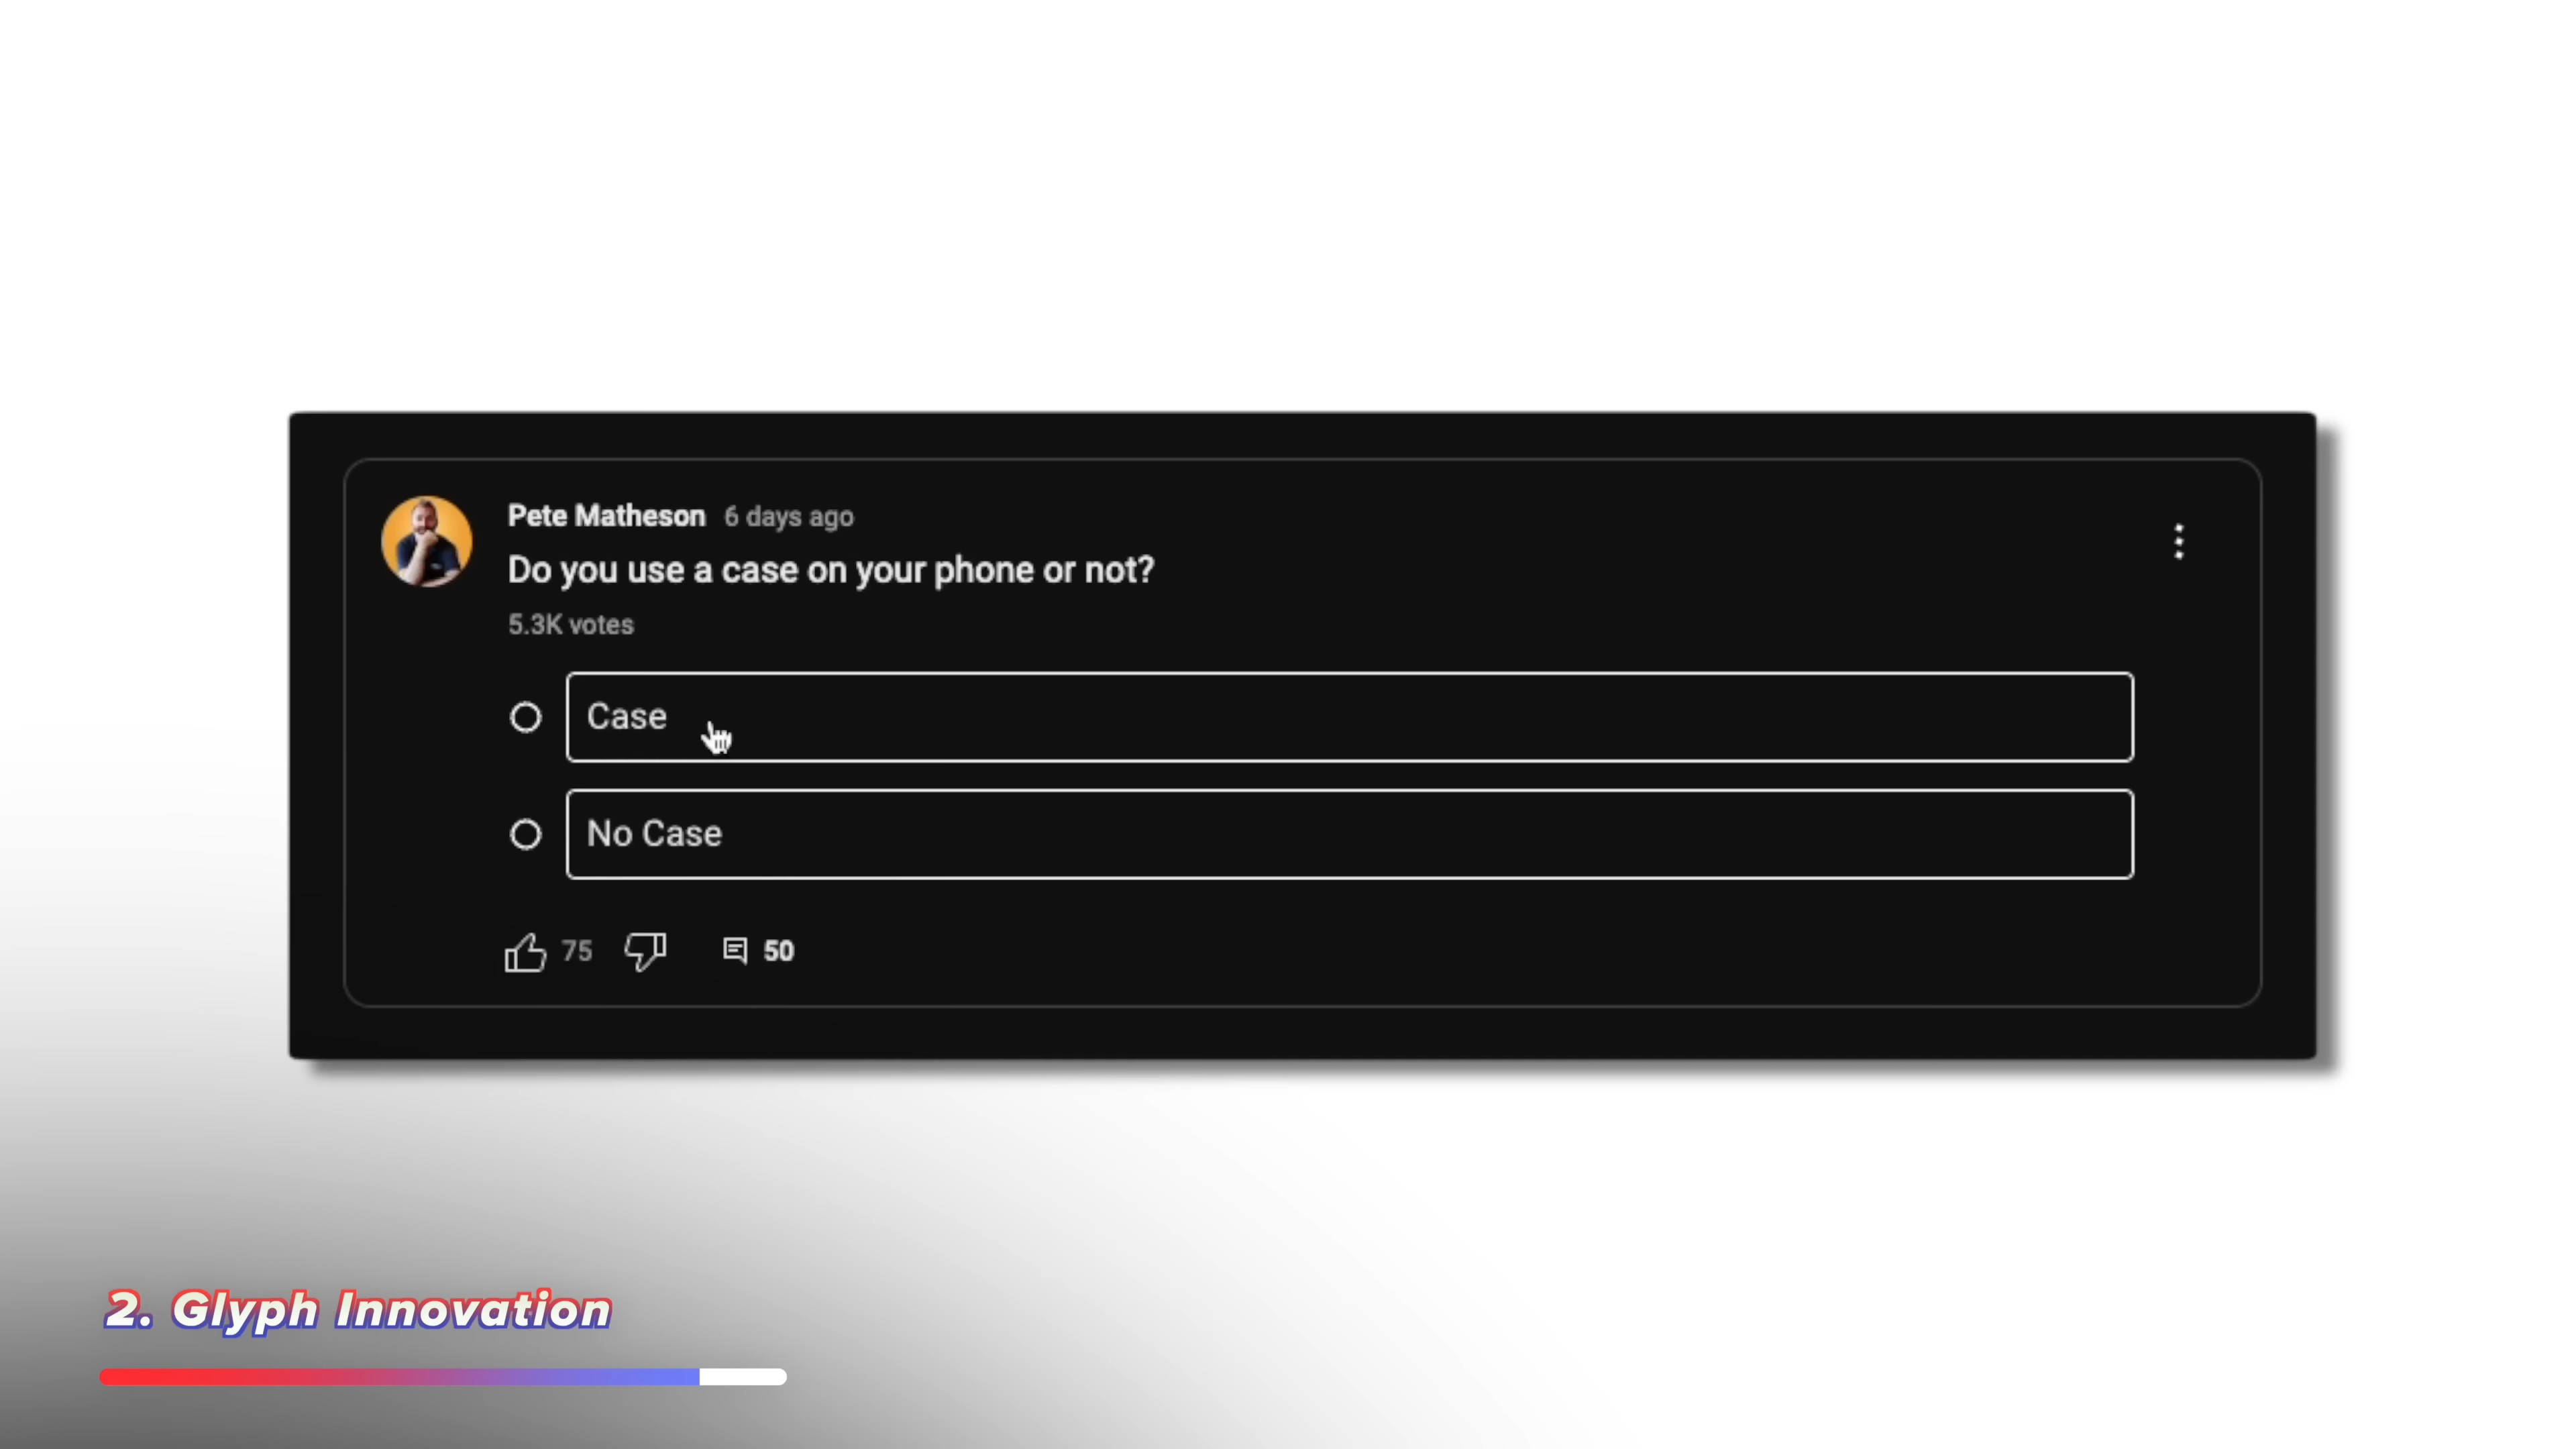 Pete Matheson 6 days ago
Do you use a case on your phone or not?
5.3K votes
Case
No Case
75 50
2. Glyph Innovation